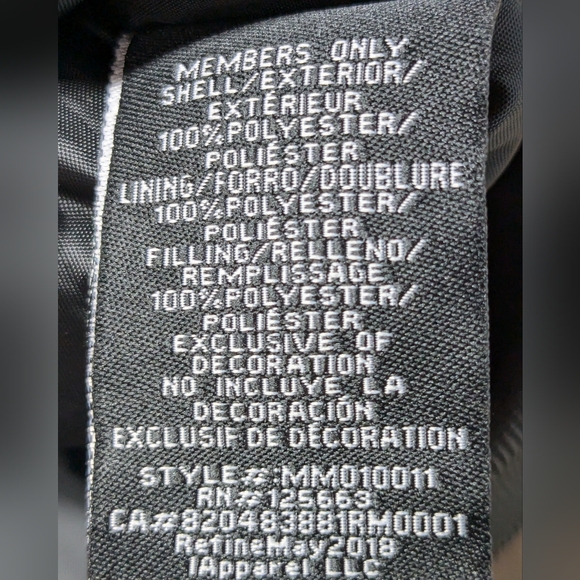 MEMBERS ONLY
SHELL/EXTERIOR/
EXTÉRIEUR
100%POLYESTER/
POLIÉSTER
LINING/FORRO/DOUBLURE
100%POLYESTER/
POLIÉSTER
FILLING/RELLENO/
REMPLISSAGE
100%POLYESTER/
POLIÉSTER
EXCLUSIVE OF
DECORATION
NO INCLUYE LA
DECORACIÓN
EXCLUSIF DE DÉCORATION
STYLE#:MM010011
RN#125663
CA#820483881RM0001
RefineMay2018
IApparel,LLC